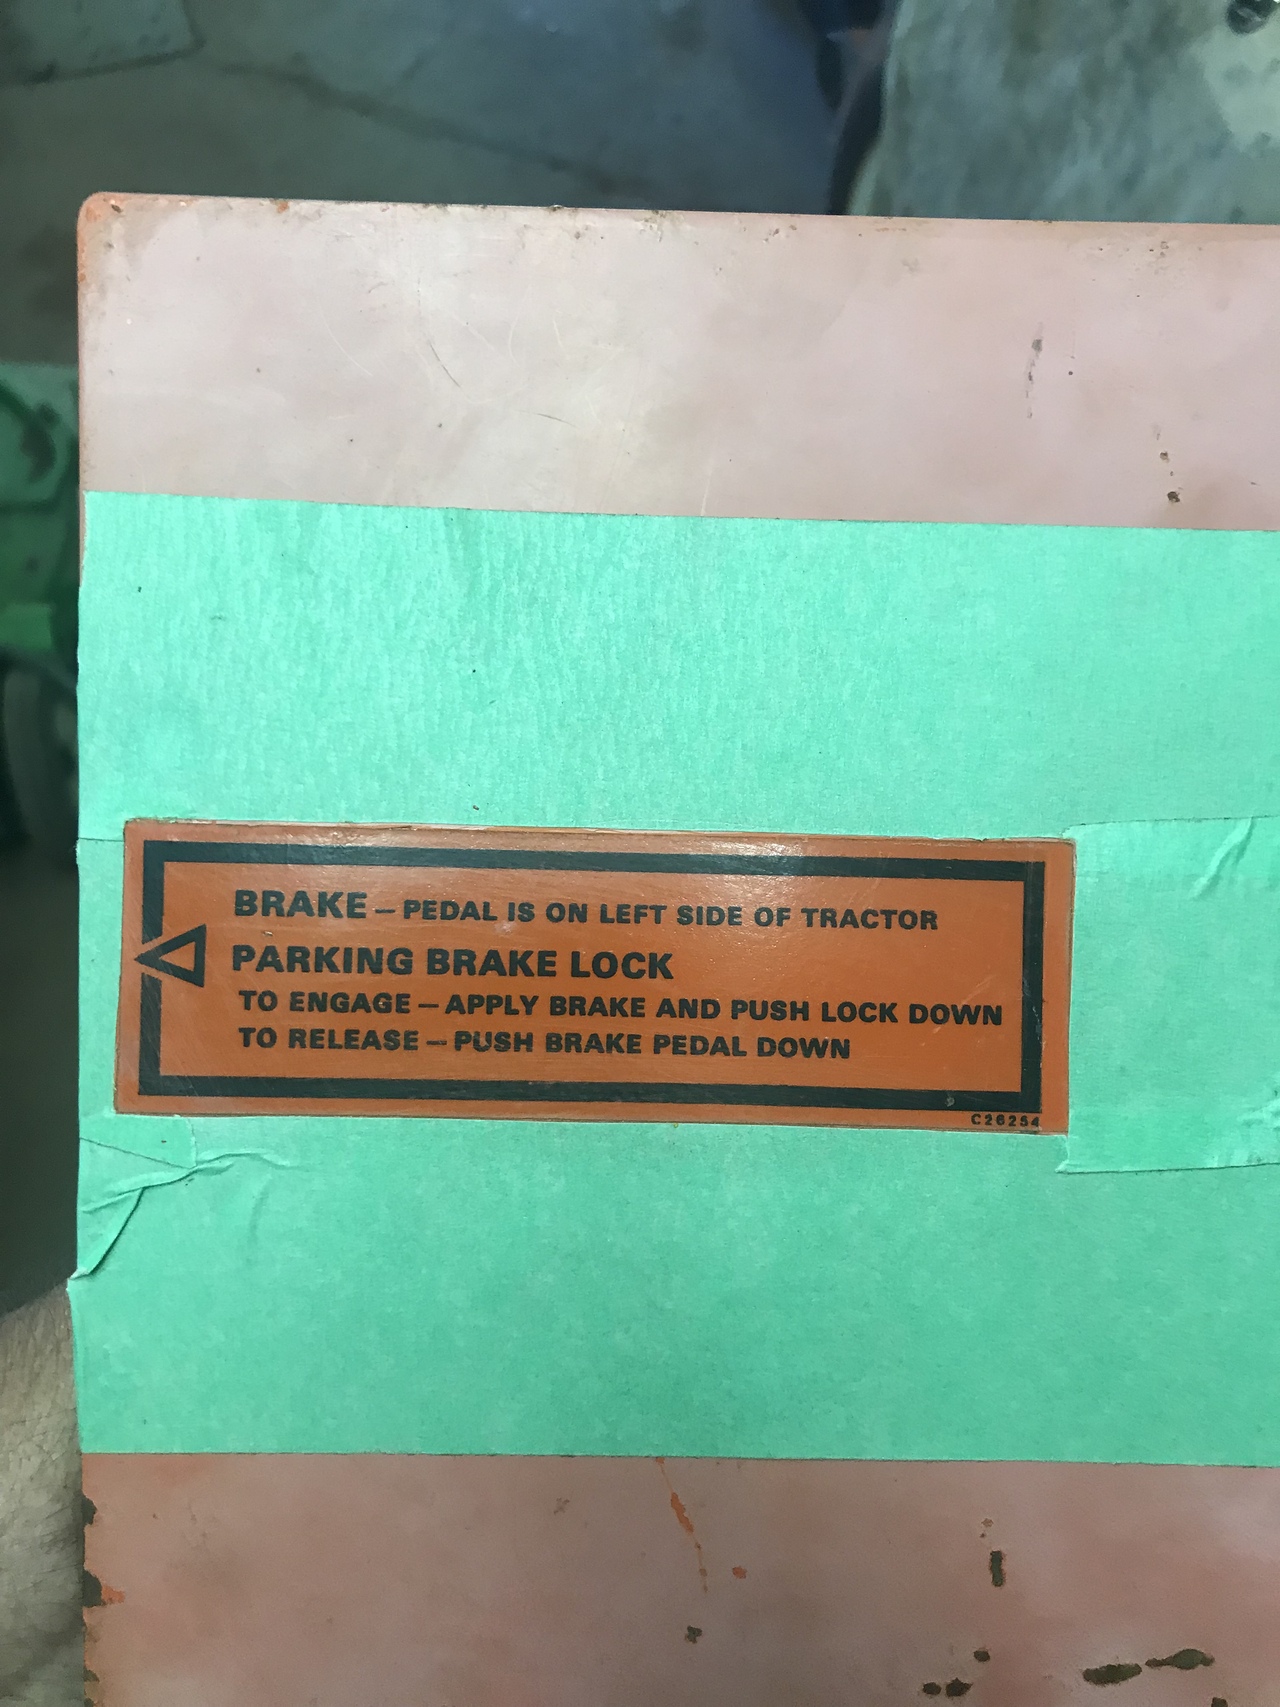 BRAKE – PEDAL IS ON LEFT SIDE OF TRACTOR
PARKING BRAKE LOCK
TO ENGAGE – APPLY BRAKE AND PUSH LOCK DOWN
TO RELEASE – PUSH BRAKE PEDAL DOWN
C26254